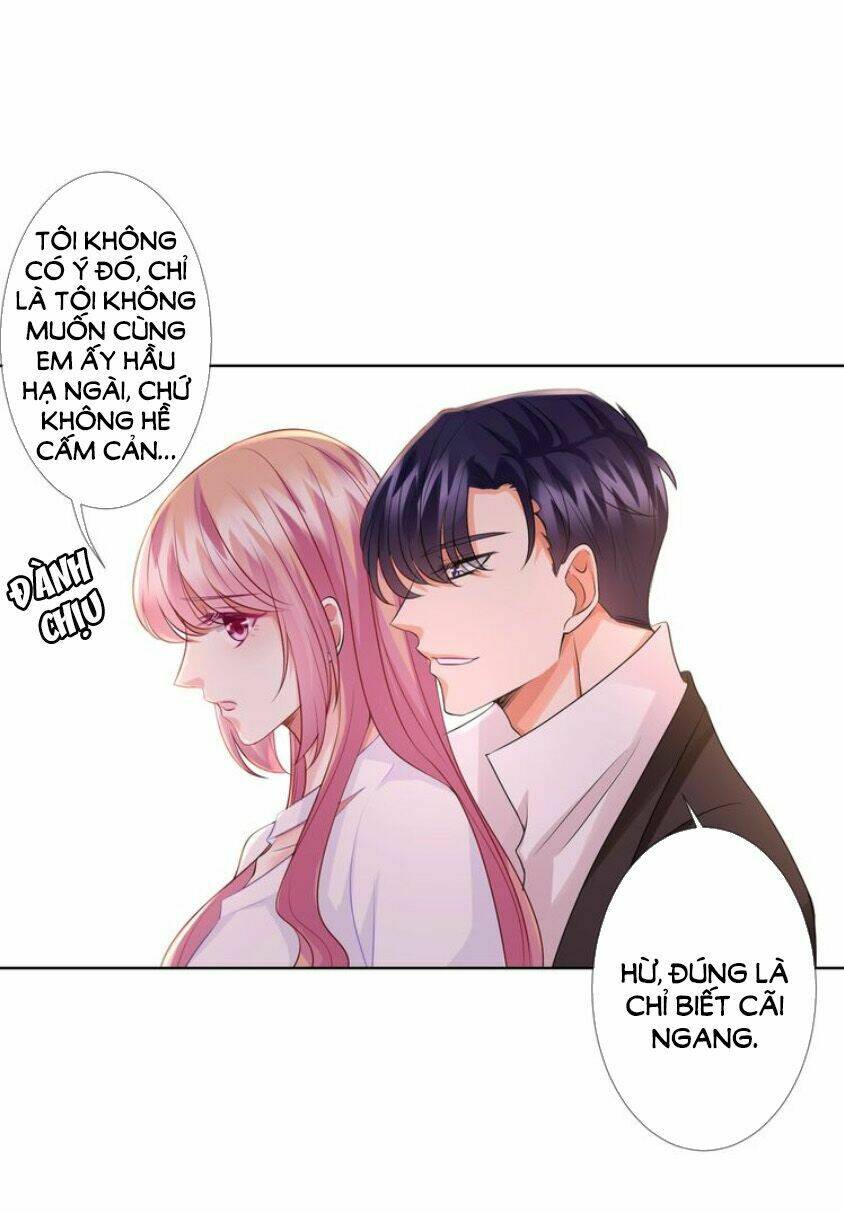 TÔI KHÔNG
CÓ Ý ĐÓ, CHỈ
LÀ TÔI KHÔNG
MUỐN CÙNG
EM ẤY HẦU
HẠ NGÀI, CHỨ
KHÔNG HỀ
CẤM CẢN...
ĐÀNH
CHỊU
HỪ, ĐÚNG LÀ
CHỈ BIẾT CÃI
NGANG.